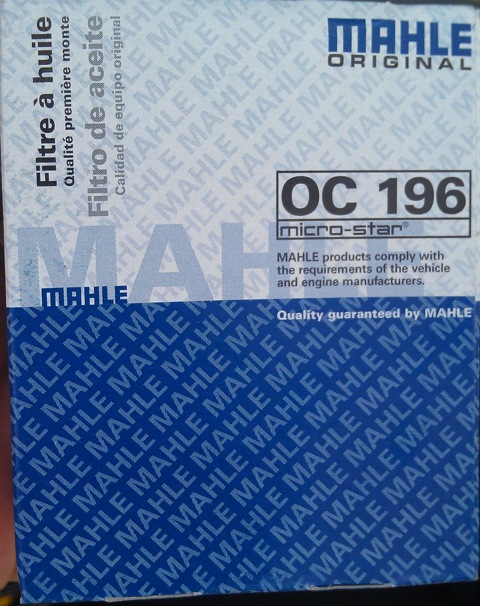 MAHLE
ORIGINAL
Filtre à huile
Qualité première monte
Filtro de aceite
Calidad de equipo original
OC 196
micro-star®
MAHLE products comply with
the requirements of the vehicle
and engine manufacturers.
MAHLE
MAHLE
Quality guaranteed by MAHLE